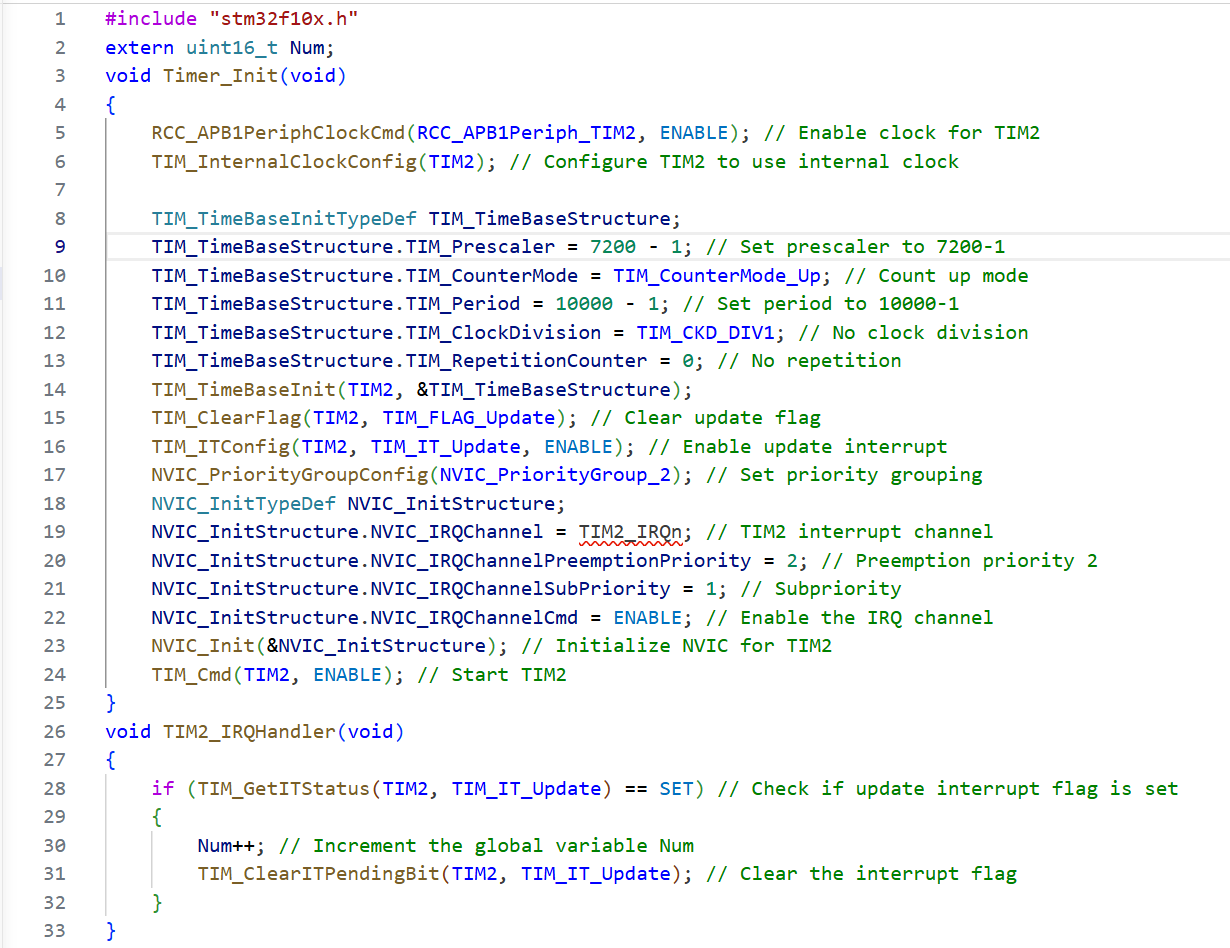 1 #include "stm32f10x.h"
2 extern uint16_t Num;
3 void Timer_Init(void)
4 {
5     RCC_APB1PeriphClockCmd(RCC_APB1Periph_TIM2, ENABLE); // Enable clock for TIM2
6     TIM_InternalClockConfig(TIM2); // Configure TIM2 to use internal clock
7
8     TIM_TimeBaseInitTypeDef TIM_TimeBaseStructure;
9     TIM_TimeBaseStructure.TIM_Prescaler = 7200 - 1; // Set prescaler to 7200-1
10     TIM_TimeBaseStructure.TIM_CounterMode = TIM_CounterMode_Up; // Count up mode
11     TIM_TimeBaseStructure.TIM_Period = 10000 - 1; // Set period to 10000-1
12     TIM_TimeBaseStructure.TIM_ClockDivision = TIM_CKD_DIV1; // No clock division
13     TIM_TimeBaseStructure.TIM_RepetitionCounter = 0; // No repetition
14     TIM_TimeBaseInit(TIM2, &TIM_TimeBaseStructure);
15     TIM_ClearFlag(TIM2, TIM_FLAG_Update); // Clear update flag
16     TIM_ITConfig(TIM2, TIM_IT_Update, ENABLE); // Enable update interrupt
17     NVIC_PriorityGroupConfig(NVIC_PriorityGroup_2); // Set priority grouping
18     NVIC_InitTypeDef NVIC_InitStructure;
19     NVIC_InitStructure.NVIC_IRQChannel = TIM2_IRQn; // TIM2 interrupt channel
20     NVIC_InitStructure.NVIC_IRQChannelPreemptionPriority = 2; // Preemption priority 2
21     NVIC_InitStructure.NVIC_IRQChannelSubPriority = 1; // Subpriority
22     NVIC_InitStructure.NVIC_IRQChannelCmd = ENABLE; // Enable the IRQ channel
23     NVIC_Init(&NVIC_InitStructure); // Initialize NVIC for TIM2
24     TIM_Cmd(TIM2, ENABLE); // Start TIM2
25 }
26 void TIM2_IRQHandler(void)
27 {
28     if (TIM_GetITStatus(TIM2, TIM_IT_Update) == SET) // Check if update interrupt flag is set
29     {
30         Num++; // Increment the global variable Num
31         TIM_ClearITPendingBit(TIM2, TIM_IT_Update); // Clear the interrupt flag
32     }
33 }